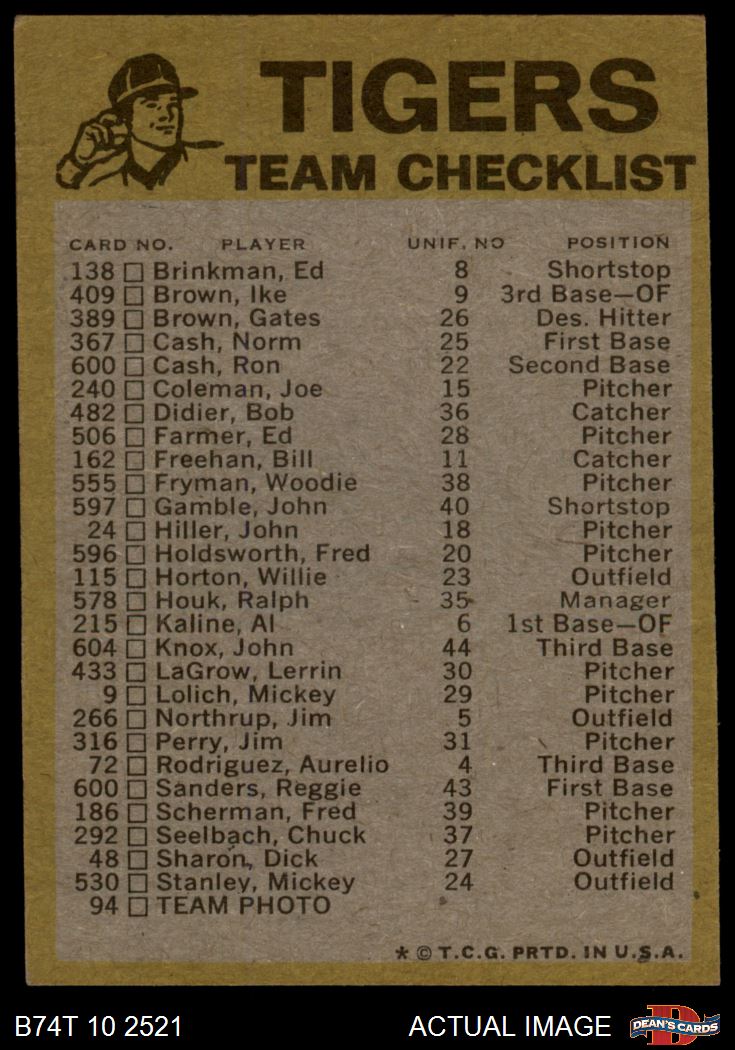 TIGERS
TEAM CHECKLIST
CARD NO. PLAYER UNIF. NO POSITION
138 Brinkman, Ed 8 Shortstop
409 Brown, Ike 9 3rd Base—OF
389 Brown, Gates 26 Des. Hitter
367 Cash, Norm 25 First Base
600 Cash, Ron 22 Second Base
240 Coleman, Joe 15 Pitcher
482 Didier, Bob 36 Catcher
506 Farmer, Ed 28 Pitcher
162 Freehan, Bill 11 Catcher
555 Fryman, Woodie 38 Pitcher
597 Gamble, John 40 Shortstop
24 Hiller, John 18 Pitcher
596 Holdsworth, Fred 20 Pitcher
115 Horton, Willie 23 Outfield
578 Houk, Ralph 35 Manager
215 Kaline, Al 6 1st Base—OF
604 Knox, John 44 Third Base
433 LaGrow, Lerrin 30 Pitcher
9 Lolich, Mickey 29 Pitcher
266 Northrup, Jim 5 Outfield
316 Perry, Jim 31 Pitcher
72 Rodriguez, Aurelio 4 Third Base
600 Sanders, Reggie 43 First Base
186 Scherman, Fred 39 Pitcher
292 Seelbach, Chuck 37 Pitcher
48 Sharon, Dick 27 Outfield
530 Stanley, Mickey 24 Outfield
94 TEAM PHOTO
* © T.C.G. PRTD. IN U.S.A.
B74T 10 2521 ACTUAL IMAGE DEAN'S CARDS